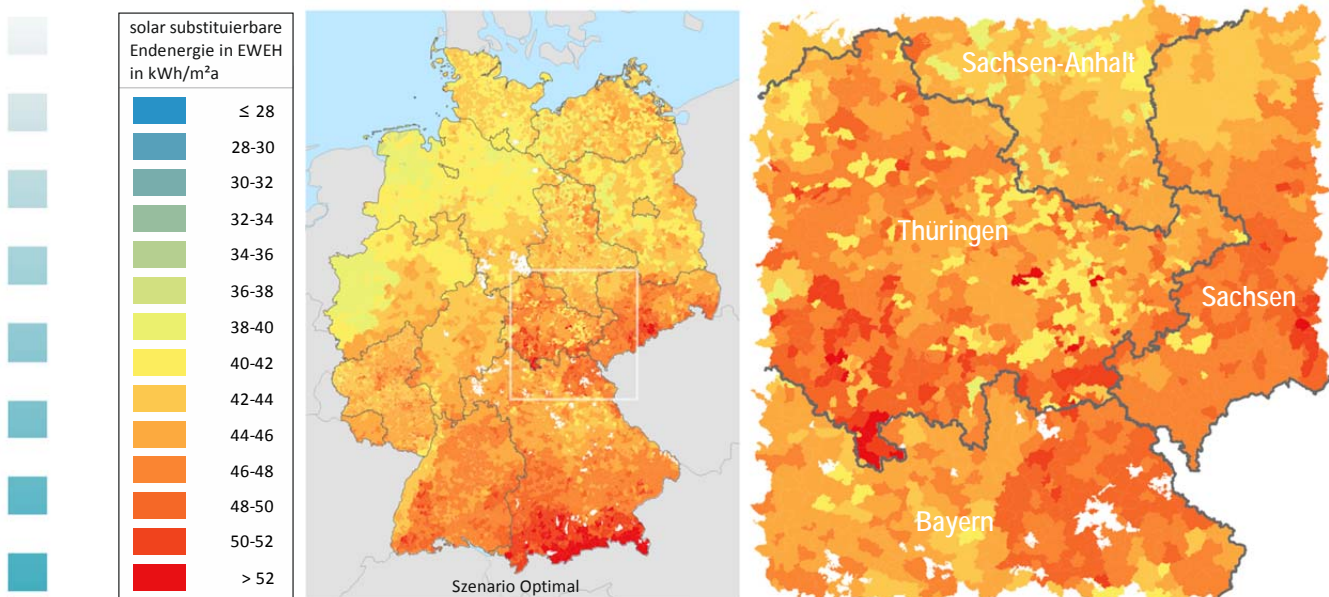 solar substituierbare
Endenergie in EWEH
in kWh/m²a
≤ 28
28-30
30-32
32-34
34-36
36-38
38-40
40-42
42-44
44-46
46-48
48-50
50-52
> 52
Szenario Optimal
Sachsen-Anhalt
Thüringen
Sachsen
Bayern